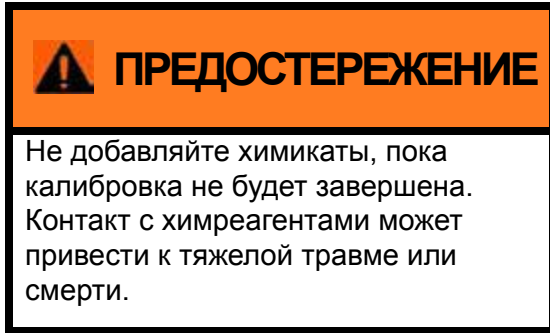 ПРЕДОСТЕРЕЖЕНИЕ
Не добавляйте химикаты, пока
калибровка не будет завершена.
Контакт с химреагентами может
привести к тяжелой травме или
смерти.